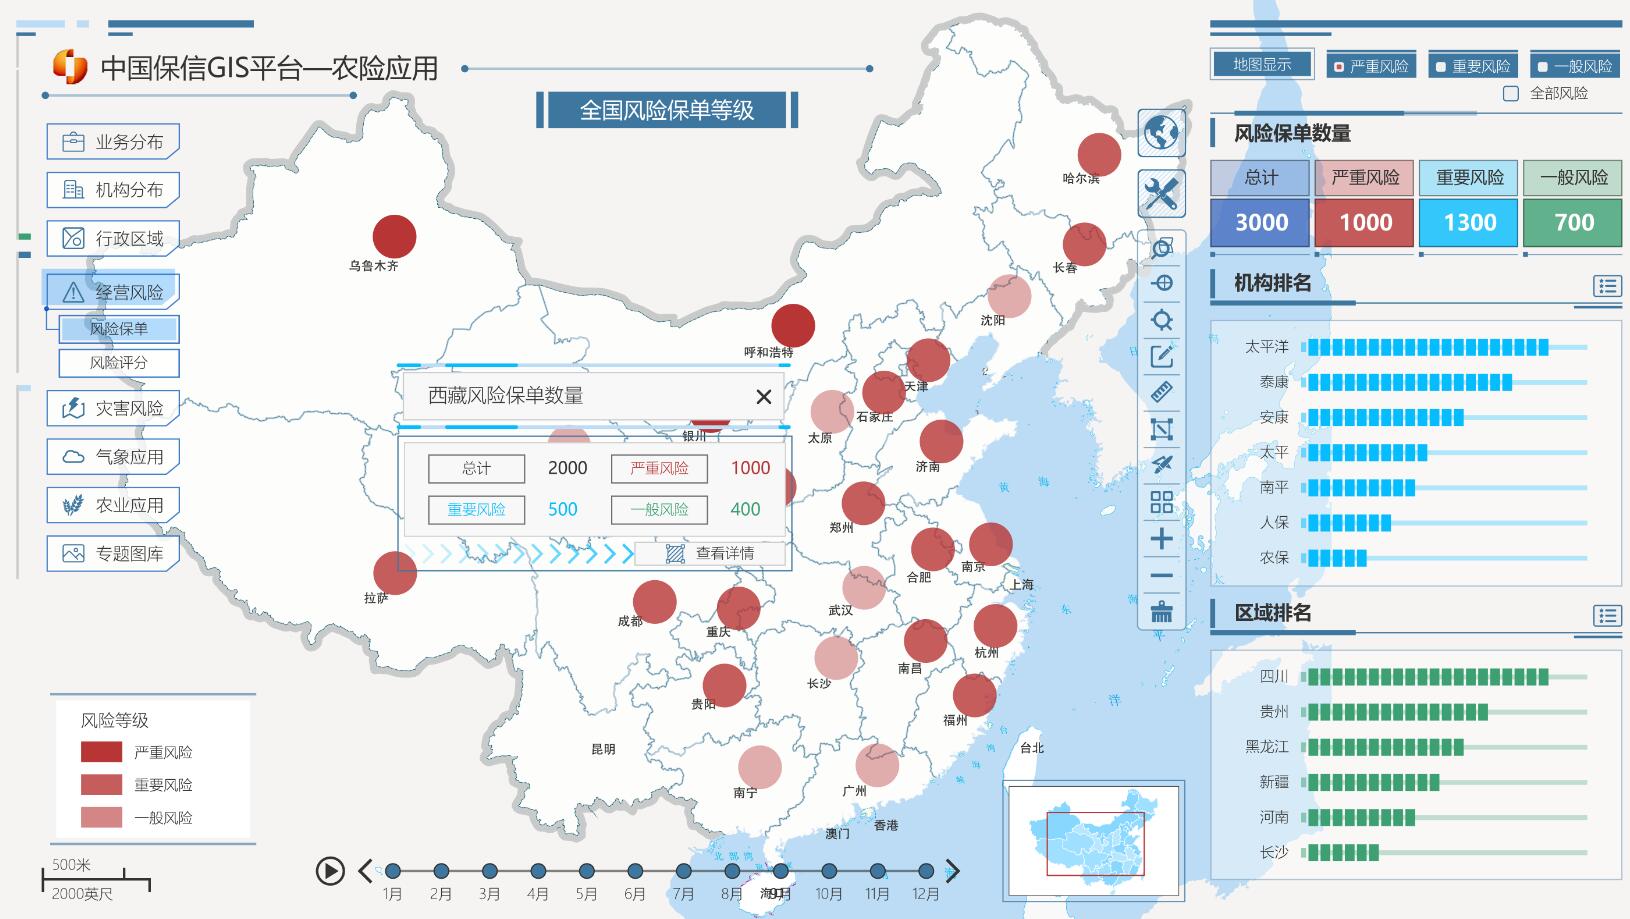 中国保信GIS平台—农险应用
全国风险保单等级
地图显示
严重风险
重要风险
一般风险
全部风险
业务分布
机构分布
行政区域
经营风险
风险保单
风险评分
灾害风险
气象应用
农业应用
专题图库
风险保单数量
总计
严重风险
重要风险
一般风险
3000
1000
1300
700
机构排名
太平洋
泰康
安康
太平
南平
人保
农保
区域排名
四川
贵州
黑龙江
新疆
河南
长沙
哈尔滨
长春
沈阳
乌鲁木齐
呼和浩特
天津
石家庄
太原
银川
济南
郑州
合肥
南京
上海
拉萨
成都
重庆
武汉
杭州
南昌
长沙
贵阳
福州
昆明
台北
南宁
广州
香港
澳门
黄
海
东
海
平
洋
北部湾
台
湾
海
西藏风险保单数量
总计
2000
严重风险
1000
重要风险
500
一般风险
400
查看详情
风险等级
严重风险
重要风险
一般风险
500米
2000英尺
1月
2月
3月
4月
5月
6月
7月
8月
9月
10月
11月
12月